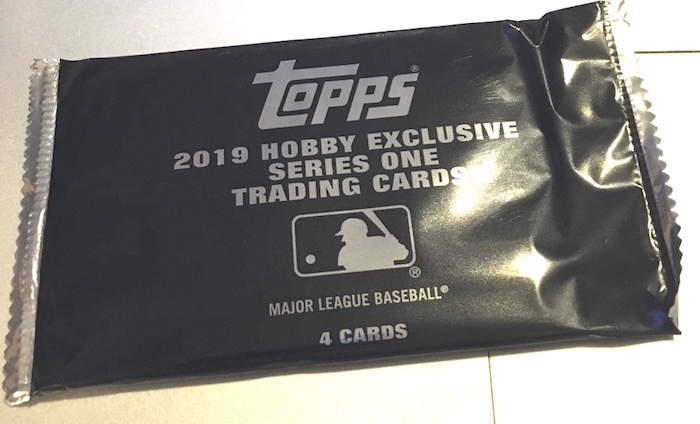 Topps®
2019 HOBBY EXCLUSIVE
SERIES ONE
TRADING CARDS
®
MAJOR LEAGUE BASEBALL®
4 CARDS